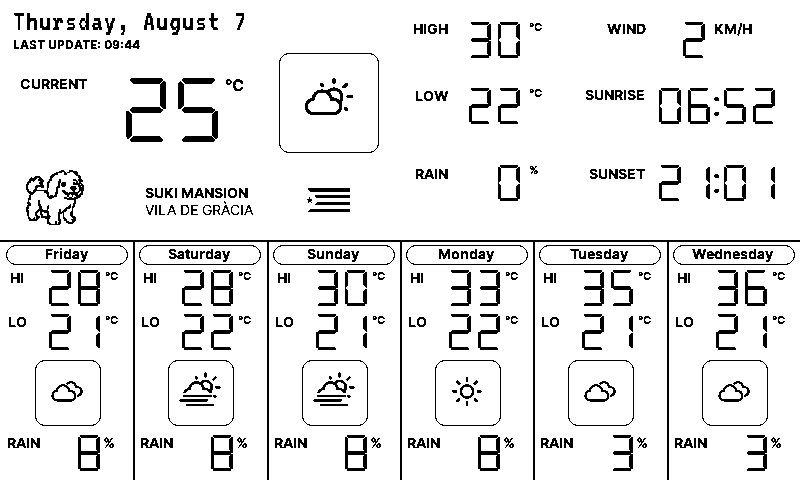 Thursday, August 7
LAST UPDATE: 09:44
CURRENT 25 °C
HIGH 30 °C
WIND 2 KM/H
LOW 22 °C
SUNRISE 06:52
RAIN 0 %
SUNSET 21:01
SUKI MANSION
VILA DE GRÀCIA
Friday
HI 28 °C
LO 21 °C
RAIN 8 %
Saturday
HI 28 °C
LO 22 °C
RAIN 8 %
Sunday
HI 30 °C
LO 21 °C
RAIN 8 %
Monday
HI 33 °C
LO 22 °C
RAIN 8 %
Tuesday
HI 35 °C
LO 21 °C
RAIN 3 %
Wednesday
HI 36 °C
LO 21 °C
RAIN 3 %